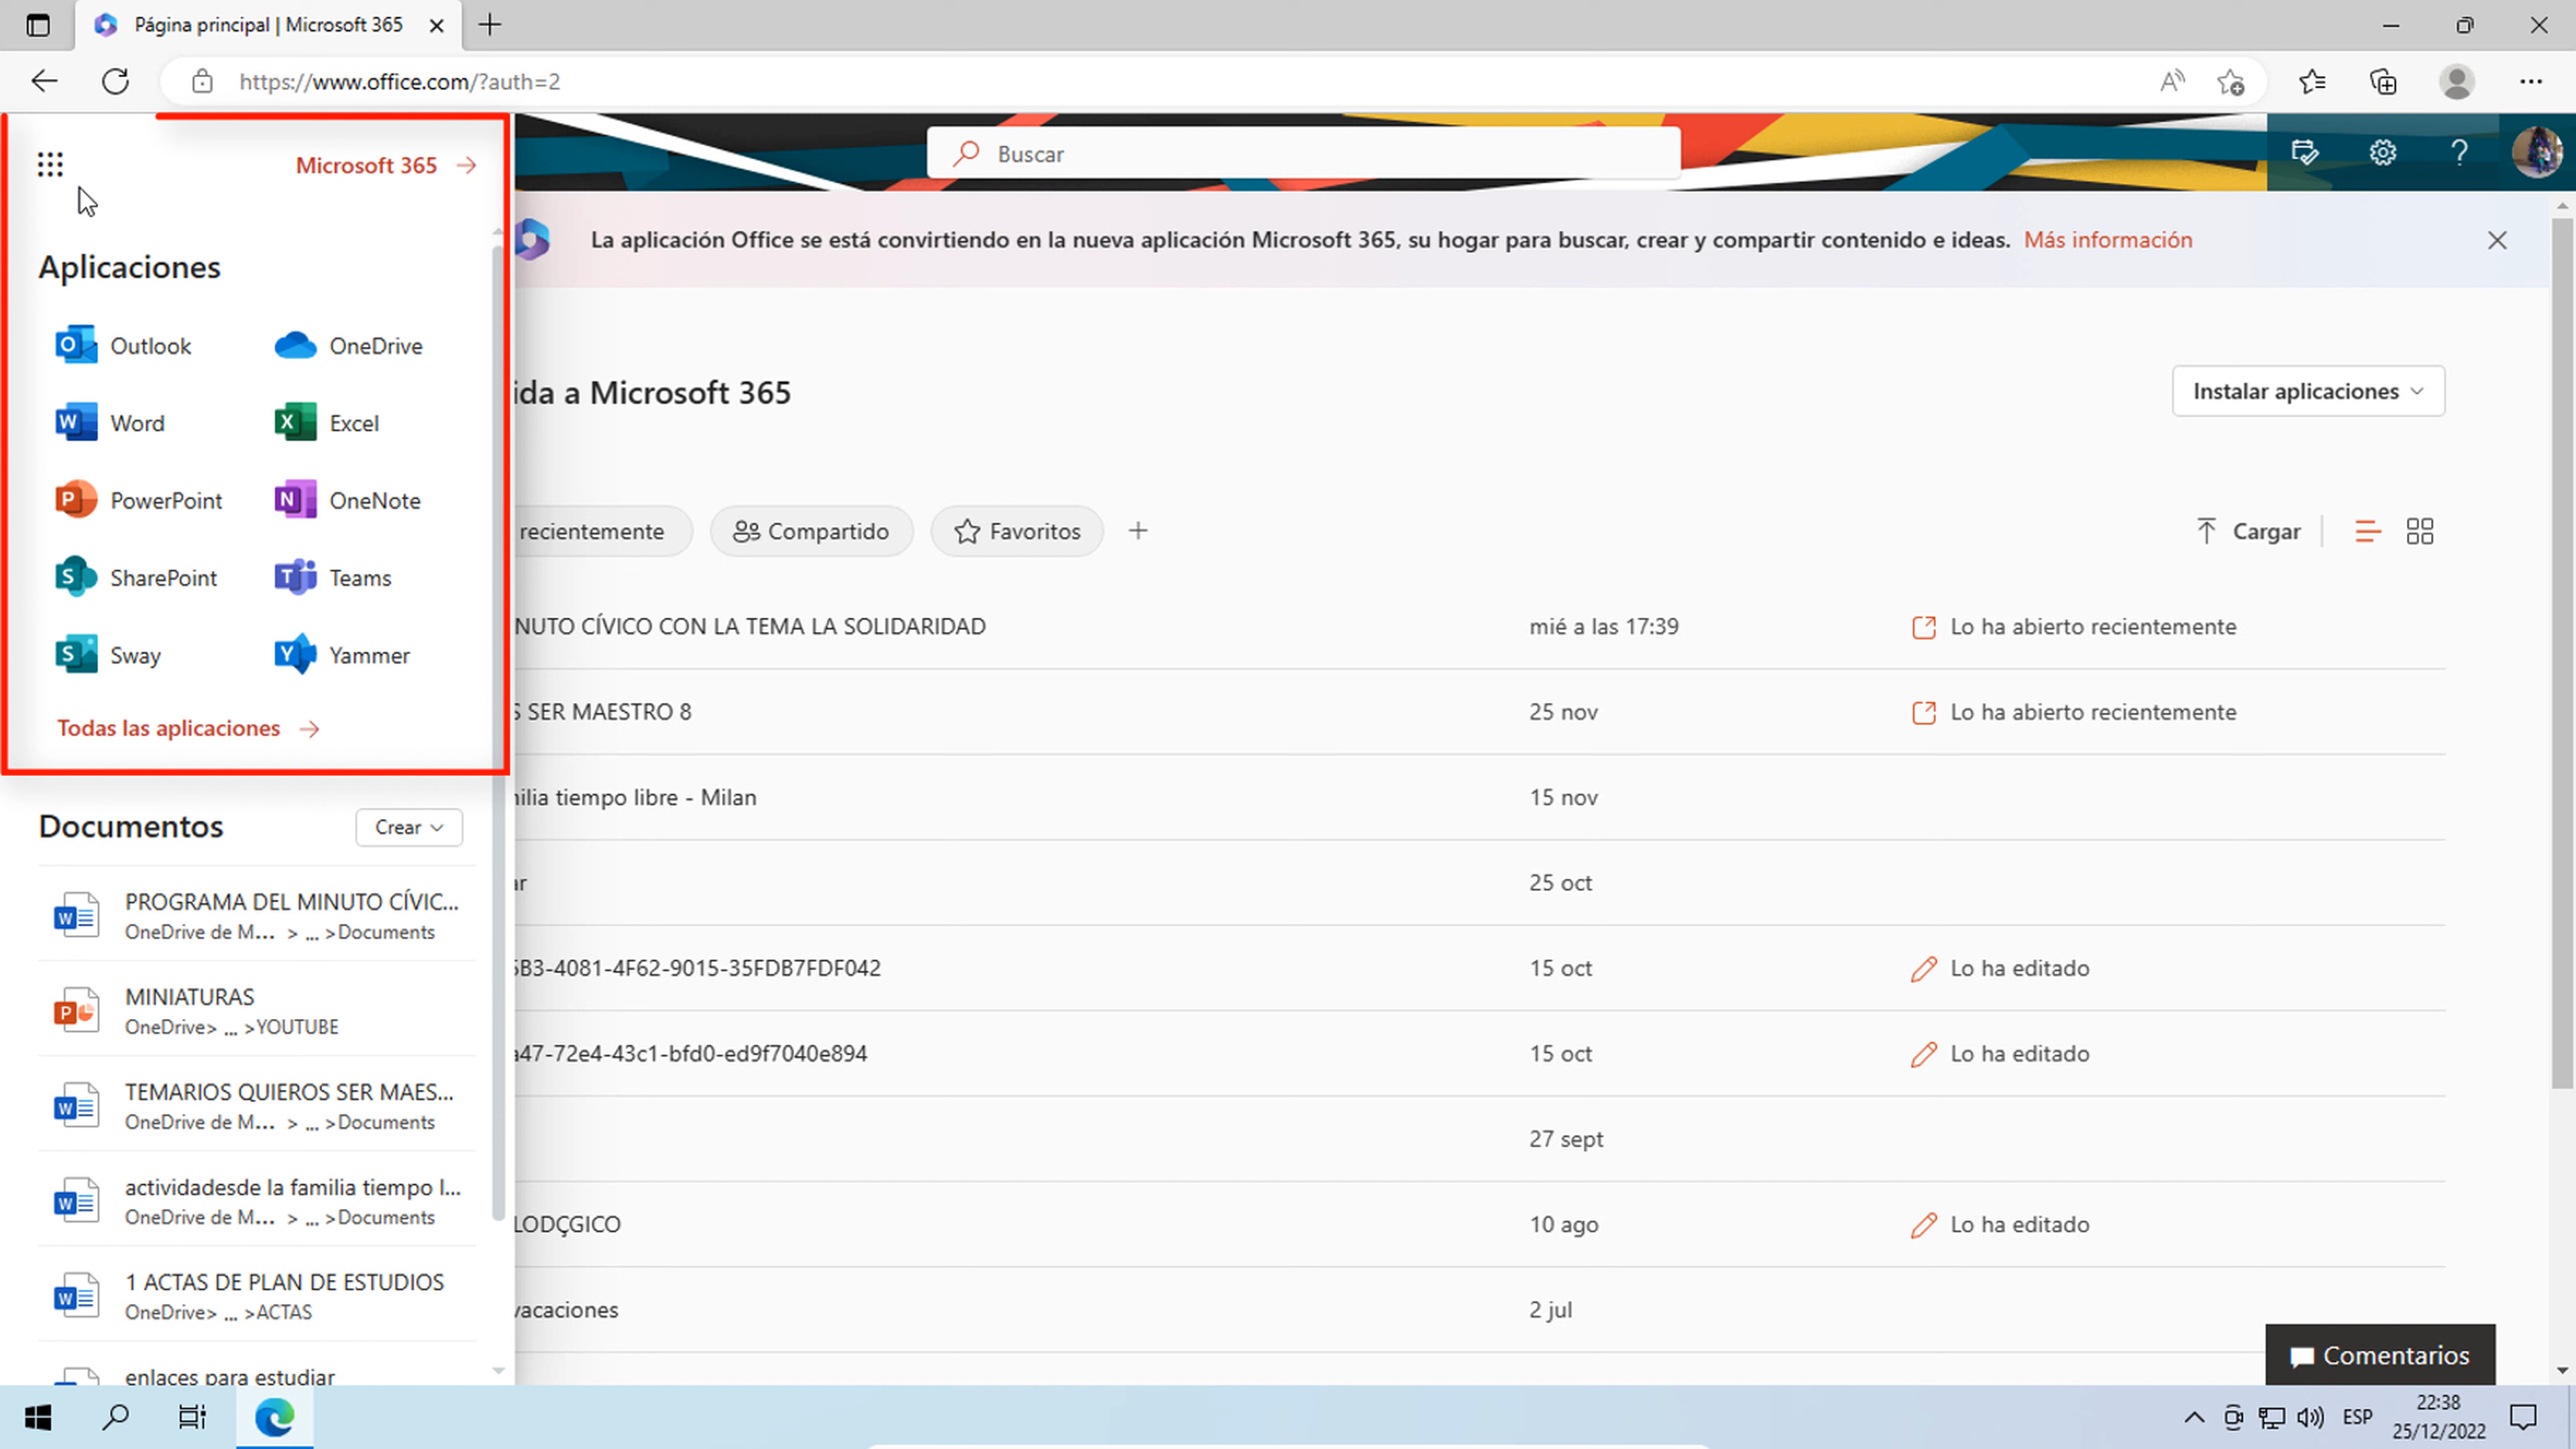 Página principal | Microsoft 365
https://www.office.com/?auth=2
Microsoft 365
Buscar
La aplicación Office se está convirtiendo en la nueva aplicación Microsoft 365, su hogar para buscar, crear y compartir contenido e ideas. Más información
Aplicaciones
Outlook OneDrive
Word Excel
PowerPoint OneNote
SharePoint Teams
Sway Yammer
Todas las aplicaciones
Documentos Crear
PROGRAMA DEL MINUTO CÍVIC...
OneDrive de M... > ... >Documents
MINIATURAS
OneDrive> ... >YOUTUBE
TEMARIOS QUIEROS SER MAES...
OneDrive de M... > ... >Documents
actividadesde la familia tiempo l...
OneDrive de M... > ... >Documents
1 ACTAS DE PLAN DE ESTUDIOS
OneDrive> ... >ACTAS
enlaces para estudiar
ida a Microsoft 365
Instalar aplicaciones
recientemente Compartido Favoritos
Cargar
NUTO CÍVICO CON LA TEMA LA SOLIDARIDAD mié a las 17:39 Lo ha abierto recientemente
S SER MAESTRO 8 25 nov Lo ha abierto recientemente
ilia tiempo libre - Milan 15 nov
ar 25 oct
5B3-4081-4F62-9015-35FDB7FDF042 15 oct Lo ha editado
a47-72e4-43c1-bfd0-ed9f7040e894 15 oct Lo ha editado
27 sept
LODÇGICO 10 ago Lo ha editado
vacaciones 2 jul
Comentarios
ESP
22:38
25/12/2022